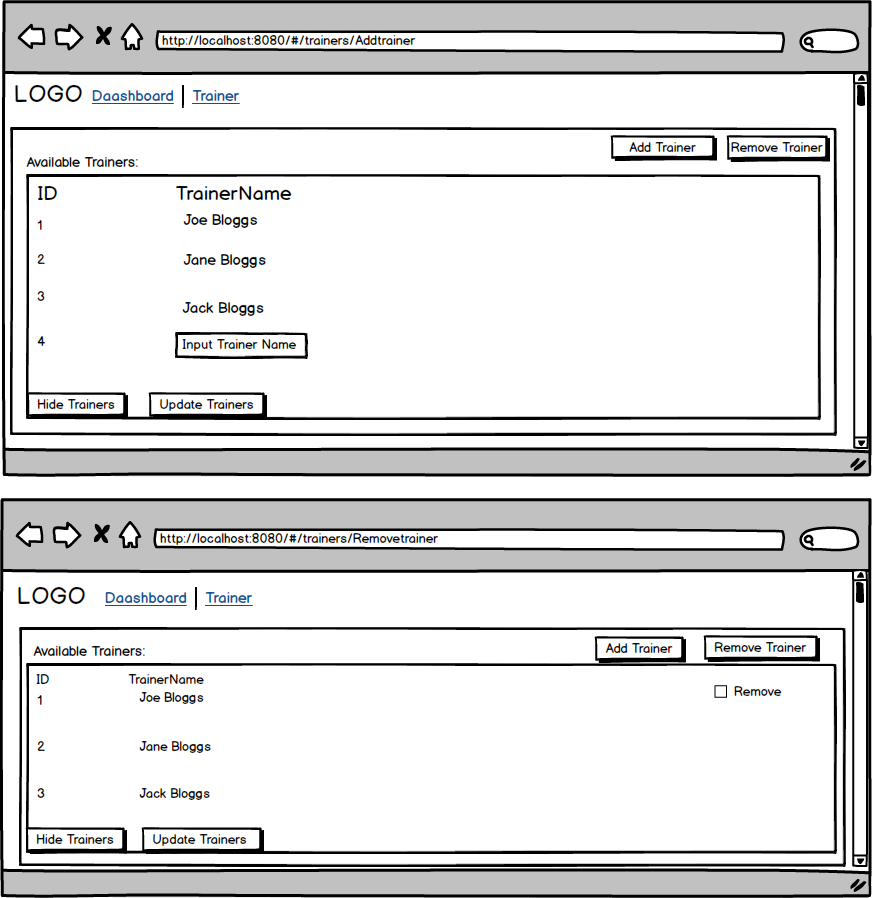 http://localhost:8080/#/trainers/Addtrainer
LOGO Daashboard Trainer
Add Trainer Remove Trainer
Available Trainers:
ID TrainerName
1 Joe Bloggs
2 Jane Bloggs
3 Jack Bloggs
4 Input Trainer Name
Hide Trainers Update Trainers
http://localhost:8080/#/trainers/Removetrainer
LOGO Daashboard Trainer
Available Trainers: Add Trainer Remove Trainer
ID TrainerName
1 Joe Bloggs Remove
2 Jane Bloggs
3 Jack Bloggs
Hide Trainers Update Trainers